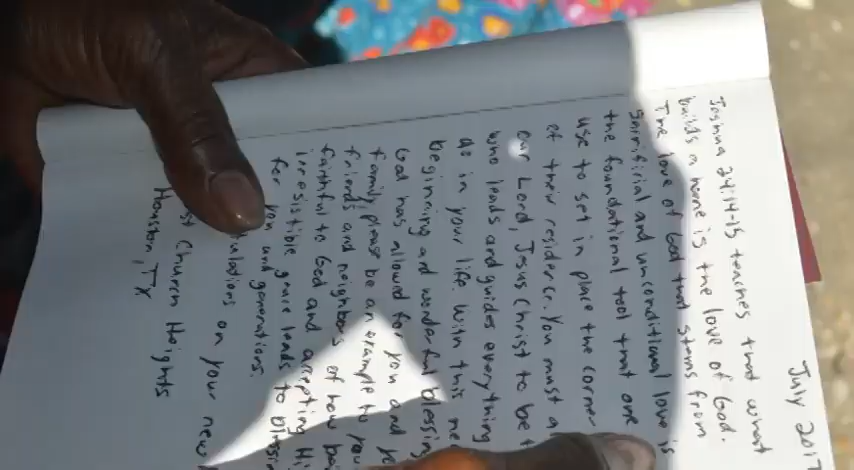 July 2017
Joshua 24:14-15 teaches that what
builds a home is the love of God.
The love of God that stems from
sacrificial and unconditional love is
the foundational tool that one
use to set in place the corner
of their residence. You must a
our Lord, Jesus Christ to be t
who leads and guides everything
do in your life. With this ne
beginning and wonderful blessing
God has allowed for you and yo
family, please be an example to you
friends and neighbors of how be
faithful to God and accepting Hi
irresistible grace leads to blessin
for you and generations.
ulations on your new
st Church Heights
Houston, TX